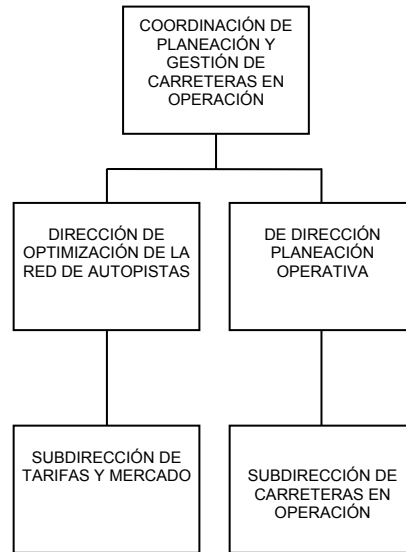 COORDINACIÓN DE
PLANEACIÓN Y
GESTIÓN DE
CARRETERAS EN
OPERACIÓN
DIRECCIÓN DE
OPTIMIZACIÓN DE LA
RED DE AUTOPISTAS
DE DIRECCIÓN
PLANEACIÓN
OPERATIVA
SUBDIRECCIÓN DE
TARIFAS Y MERCADO
SUBDIRECCIÓN DE
CARRETERAS EN
OPERACIÓN